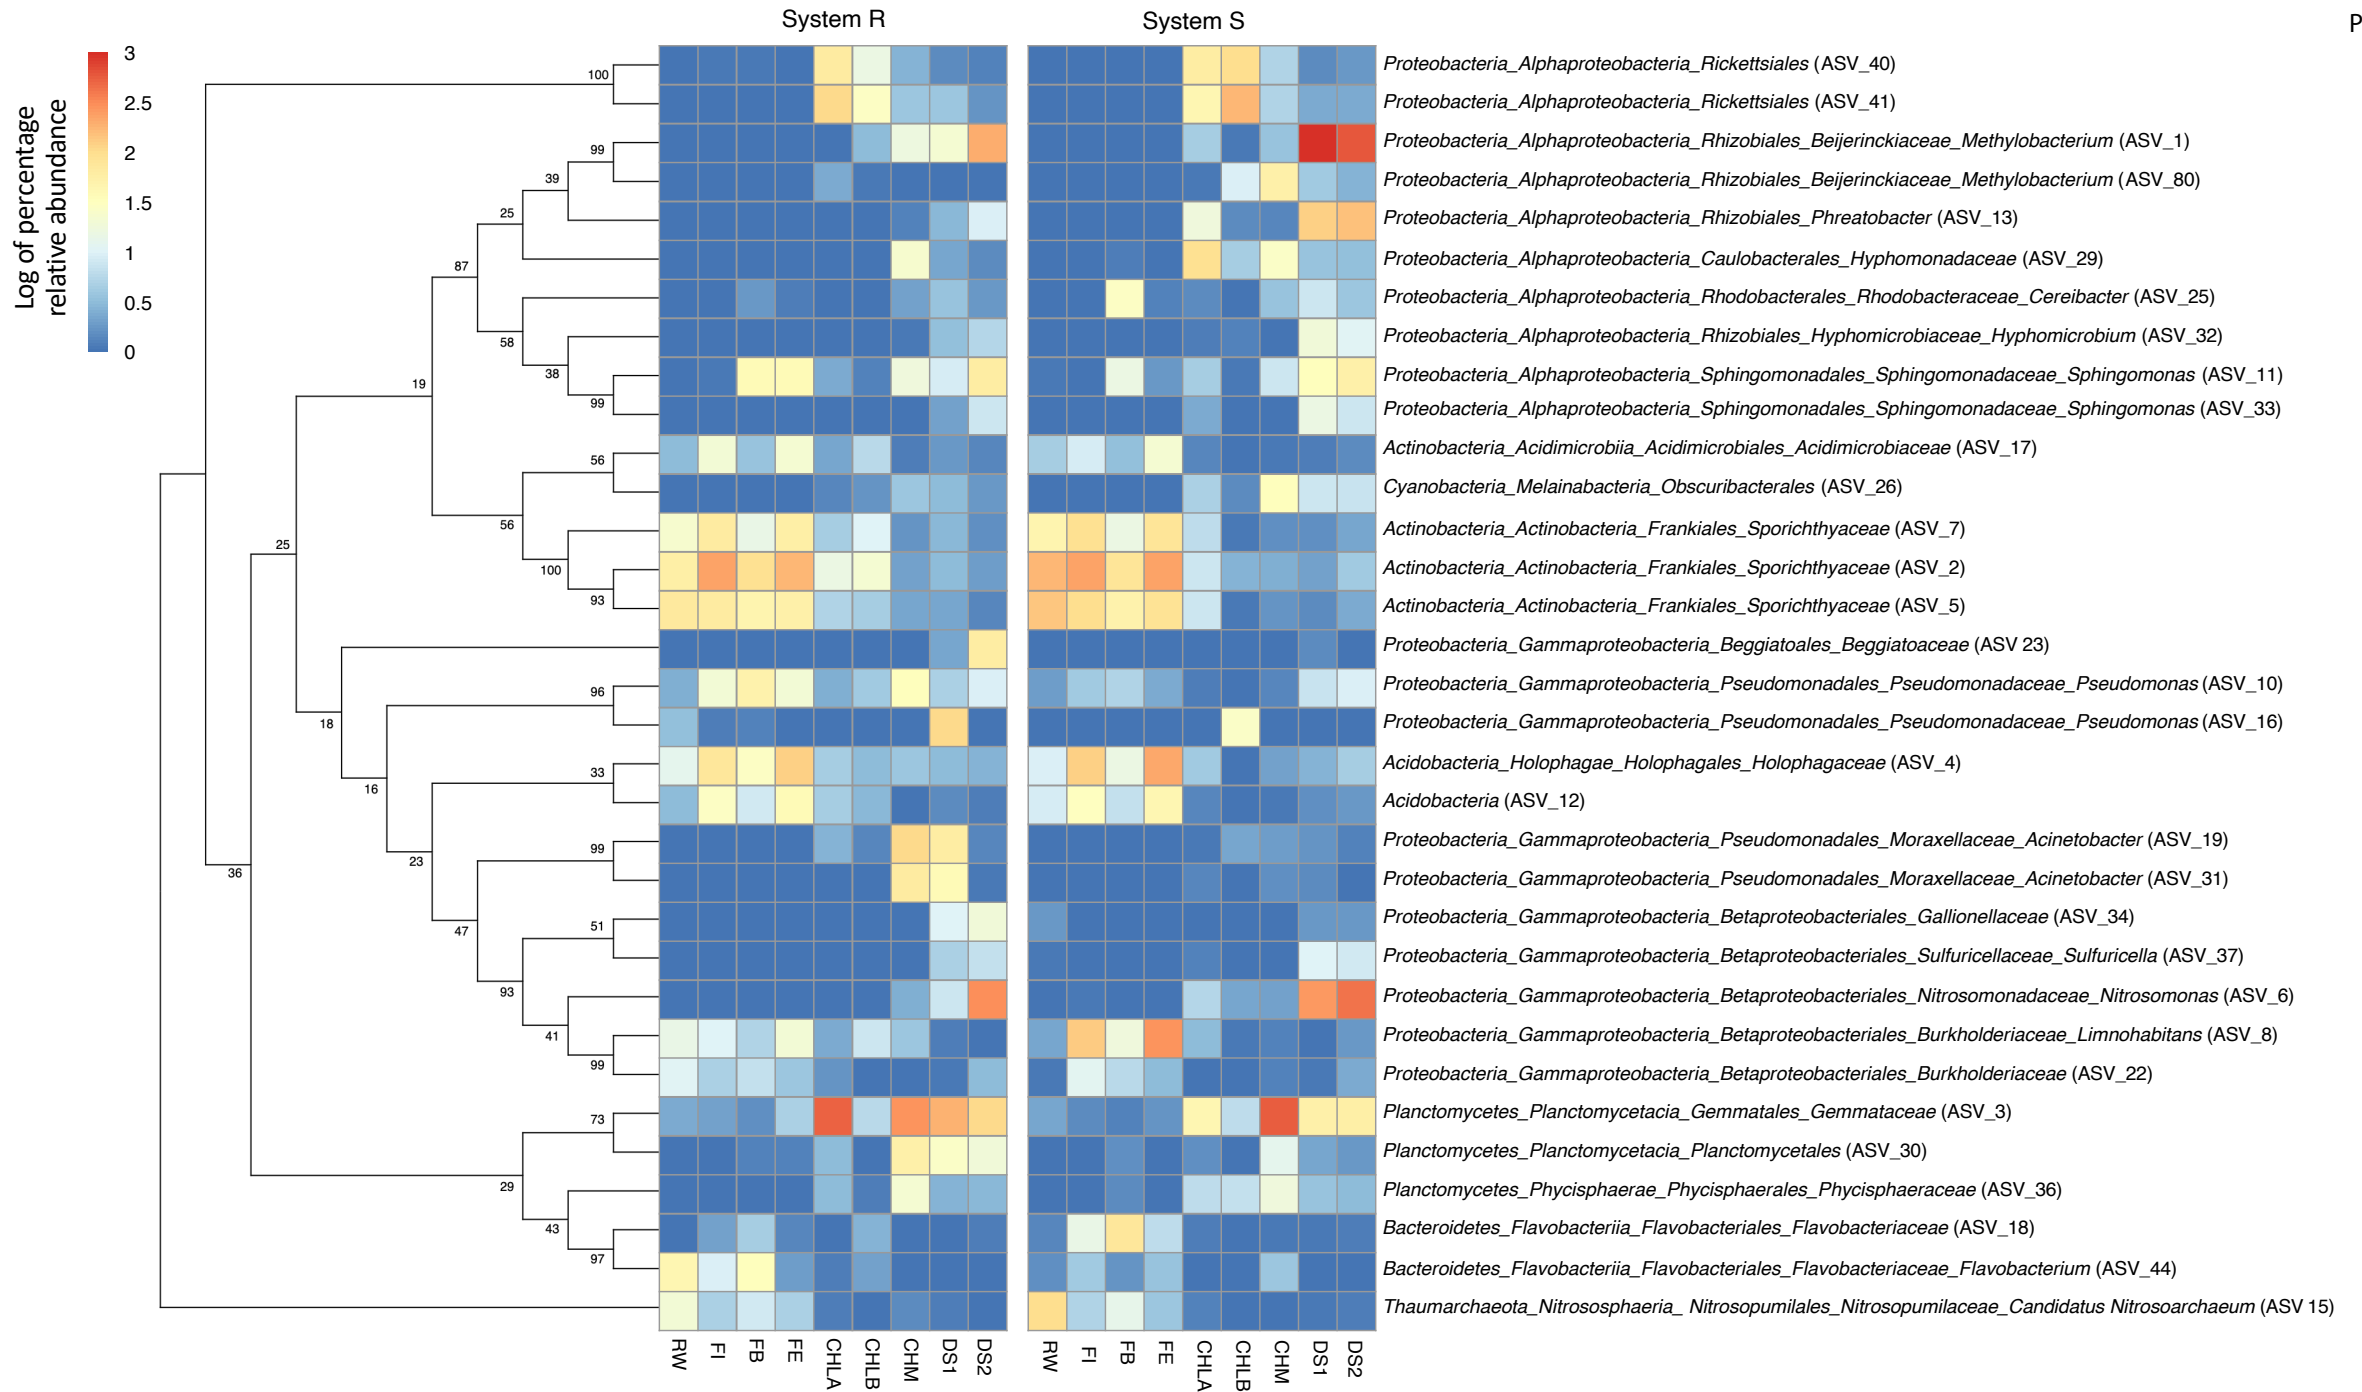 System R
System S
P
Log of percentage
relative abundance
3
2.5
2
1.5
1
0.5
0
100
99
39
25
87
58
38
99
19
56
56
100
93
25
96
18
16
33
23
99
47
51
93
41
99
36
73
29
43
97
Proteobacteria_Alphaproteobacteria_Rickettsiales (ASV_40)
Proteobacteria_Alphaproteobacteria_Rickettsiales (ASV_41)
Proteobacteria_Alphaproteobacteria_Rhizobiales_Beijerinckiaceae_Methylobacterium (ASV_1)
Proteobacteria_Alphaproteobacteria_Rhizobiales_Beijerinckiaceae_Methylobacterium (ASV_80)
Proteobacteria_Alphaproteobacteria_Rhizobiales_Phreatobacter (ASV_13)
Proteobacteria_Alphaproteobacteria_Caulobacterales_Hyphomonadaceae (ASV_29)
Proteobacteria_Alphaproteobacteria_Rhodobacterales_Rhodobacteraceae_Cereibacter (ASV_25)
Proteobacteria_Alphaproteobacteria_Rhizobiales_Hyphomicrobiaceae_Hyphomicrobium (ASV_32)
Proteobacteria_Alphaproteobacteria_Sphingomonadales_Sphingomonadaceae_Sphingomonas (ASV_11)
Proteobacteria_Alphaproteobacteria_Sphingomonadales_Sphingomonadaceae_Sphingomonas (ASV_33)
Actinobacteria_Acidimicrobiia_Acidimicrobiales_Acidimicrobiaceae (ASV_17)
Cyanobacteria_Melainabacteria_Obscuribacterales (ASV_26)
Actinobacteria_Actinobacteria_Frankiales_Sporichthyaceae (ASV_7)
Actinobacteria_Actinobacteria_Frankiales_Sporichthyaceae (ASV_2)
Actinobacteria_Actinobacteria_Frankiales_Sporichthyaceae (ASV_5)
Proteobacteria_Gammaproteobacteria_Beggiatoales_Beggiatoaceae (ASV 23)
Proteobacteria_Gammaproteobacteria_Pseudomonadales_Pseudomonadaceae_Pseudomonas (ASV_10)
Proteobacteria_Gammaproteobacteria_Pseudomonadales_Pseudomonadaceae_Pseudomonas (ASV_16)
Acidobacteria_Holophagae_Holophagales_Holophagaceae (ASV_4)
Acidobacteria (ASV_12)
Proteobacteria_Gammaproteobacteria_Pseudomonadales_Moraxellaceae_Acinetobacter (ASV_19)
Proteobacteria_Gammaproteobacteria_Pseudomonadales_Moraxellaceae_Acinetobacter (ASV_31)
Proteobacteria_Gammaproteobacteria_Betaproteobacteriales_Gallionellaceae (ASV_34)
Proteobacteria_Gammaproteobacteria_Betaproteobacteriales_Sulfuricellaceae_Sulfuricella (ASV_37)
Proteobacteria_Gammaproteobacteria_Betaproteobacteriales_Nitrosomonadaceae_Nitrosomonas (ASV_6)
Proteobacteria_Gammaproteobacteria_Betaproteobacteriales_Burkholderiaceae_Limnohabitans (ASV_8)
Proteobacteria_Gammaproteobacteria_Betaproteobacteriales_Burkholderiaceae (ASV_22)
Planctomycetes_Planctomycetacia_Gemmatales_Gemmataceae (ASV_3)
Planctomycetes_Planctomycetacia_Planctomycetales (ASV_30)
Planctomycetes_Phycisphaerae_Phycisphaerales_Phycisphaeraceae (ASV_36)
Bacteroidetes_Flavobacteriia_Flavobacteriales_Flavobacteriaceae (ASV_18)
Bacteroidetes_Flavobacteriia_Flavobacteriales_Flavobacteriaceae_Flavobacterium (ASV_44)
Thaumarchaeota_Nitrososphaeria_ Nitrosopumilales_Nitrosopumilaceae_Candidatus Nitrosoarchaeum (ASV 15)
RW
FI
FB
FE
CHLA
CHLB
CHM
DS1
DS2
RW
FI
FB
FE
CHLA
CHLB
CHM
DS1
DS2